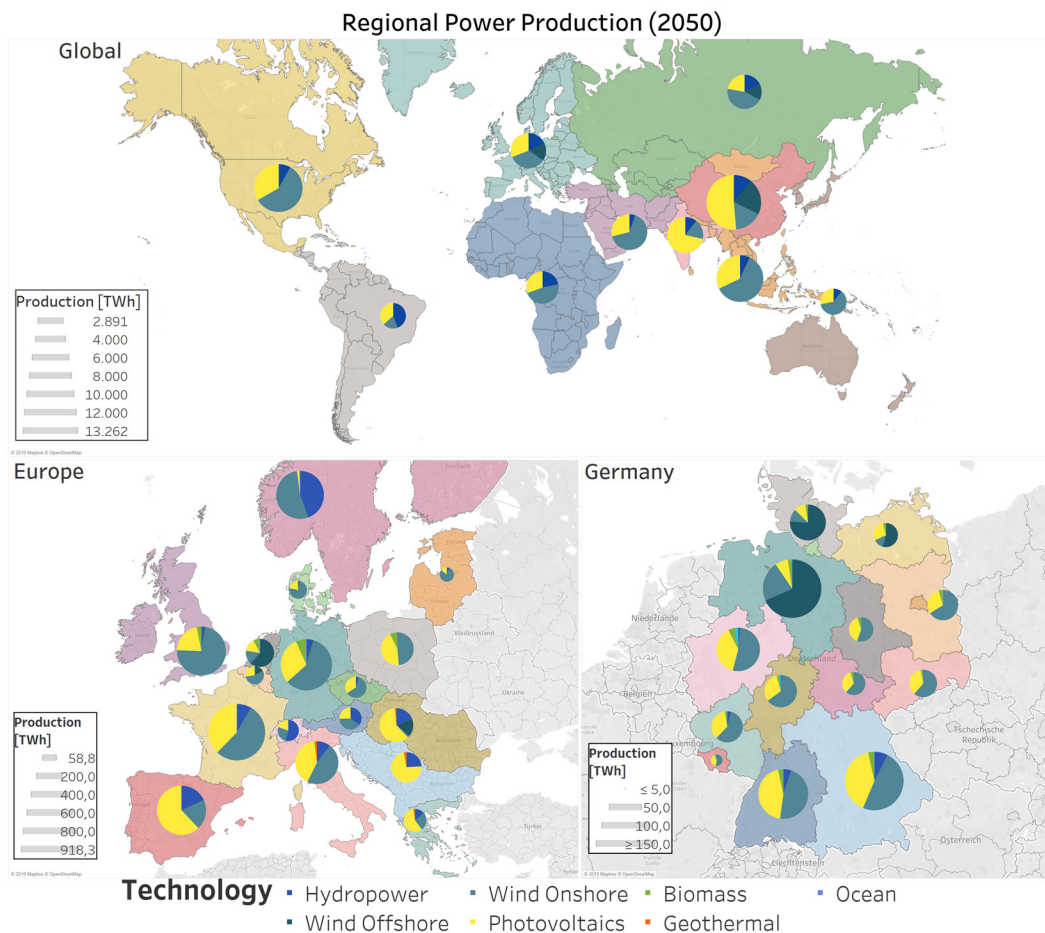 Regional Power Production (2050)
Global
Production [TWh]
2.891
4.000
6.000
8.000
10.000
12.000
13.262
© 2019 Mapbox © OpenStreetMap
Europe
Finnland
Estland
Weißrussland
Ukraine
Türkei
Production
[TWh]
58,8
200,0
400,0
600,0
800,0
918,3
© 2019 Mapbox © OpenStreetMap
Germany
Niederlande
Deutschland
Belgien
Luxembourg
Tschechische
Republik
Österreich
Liechtenstein
Production
[TWh]
≤ 5,0
50,0
100,0
≥ 150,0
© 2019 Mapbox © OpenStreetMap
Technology
Hydropower
Wind Onshore
Biomass
Ocean
Wind Offshore
Photovoltaics
Geothermal